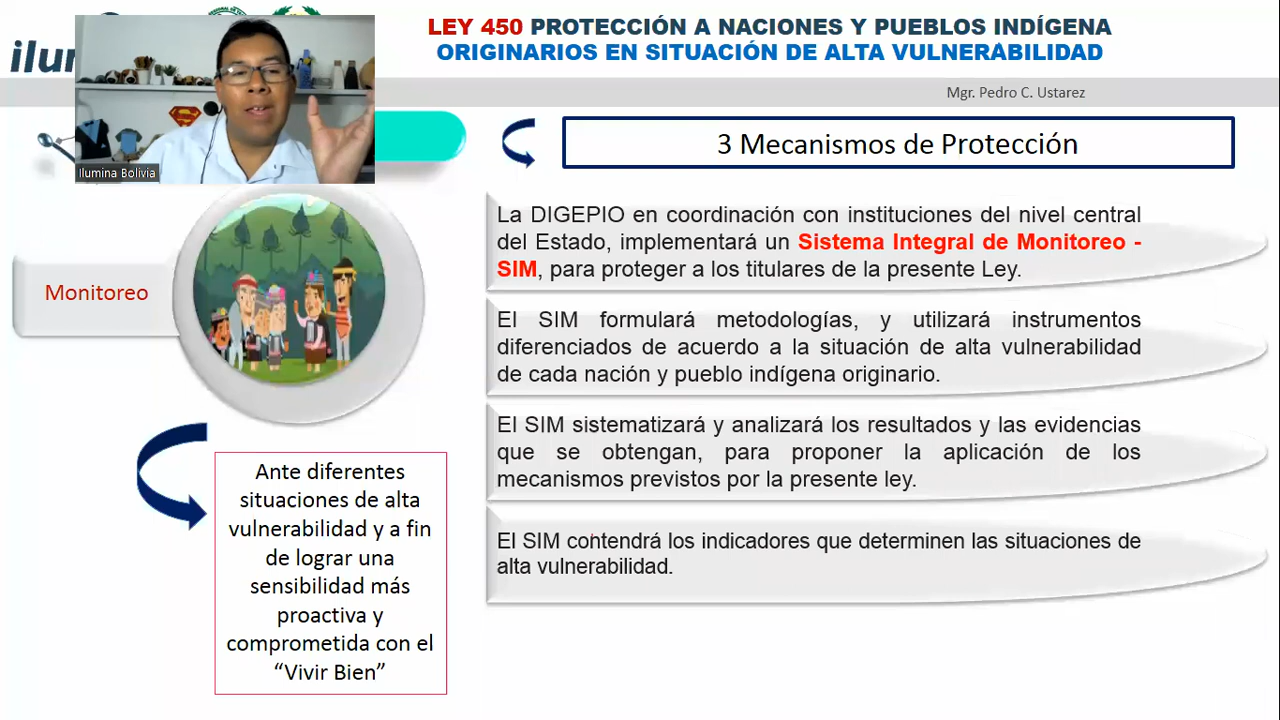 LEY 450 PROTECCIÓN A NACIONES Y PUEBLOS INDÍGENA
ORIGINARIOS EN SITUACIÓN DE ALTA VULNERABILIDAD
Mgr. Pedro C. Ustarez
Ilumina Bolivia
3 Mecanismos de Protección
La DIGEPIO en coordinación con instituciones del nivel central
del Estado, implementará un Sistema Integral de Monitoreo -
SIM, para proteger a los titulares de la presente Ley.
Monitoreo
El SIM formulará metodologías, y utilizará instrumentos
diferenciados de acuerdo a la situación de alta vulnerabilidad
de cada nación y pueblo indígena originario.
El SIM sistematizará y analizará los resultados y las evidencias
que se obtengan, para proponer la aplicación de los
mecanismos previstos por la presente ley.
El SIM contendrá los indicadores que determinen las situaciones de
alta vulnerabilidad.
Ante diferentes
situaciones de alta
vulnerabilidad y a fin
de lograr una
sensibilidad más
proactiva y
comprometida con el
“Vivir Bien”